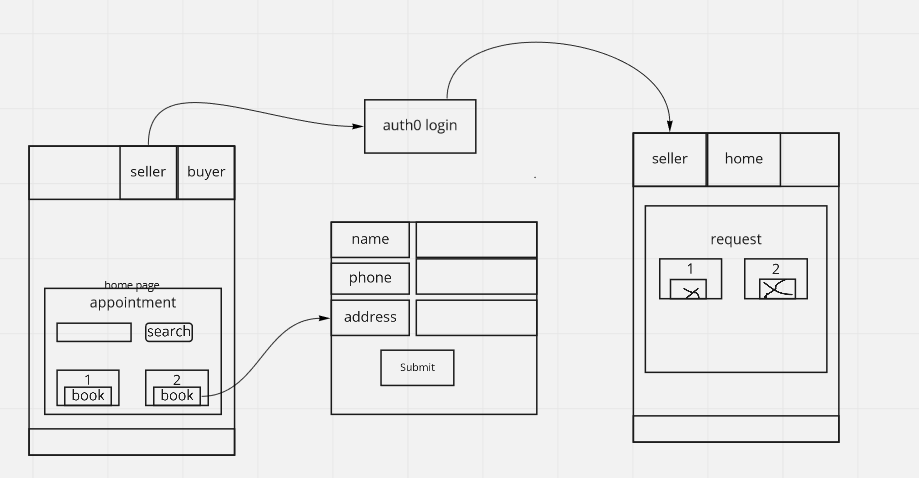 seller
buyer
home page
appointment
search
1
book
2
book
auth0 login
name
phone
address
Submit
seller
home
request
1
2